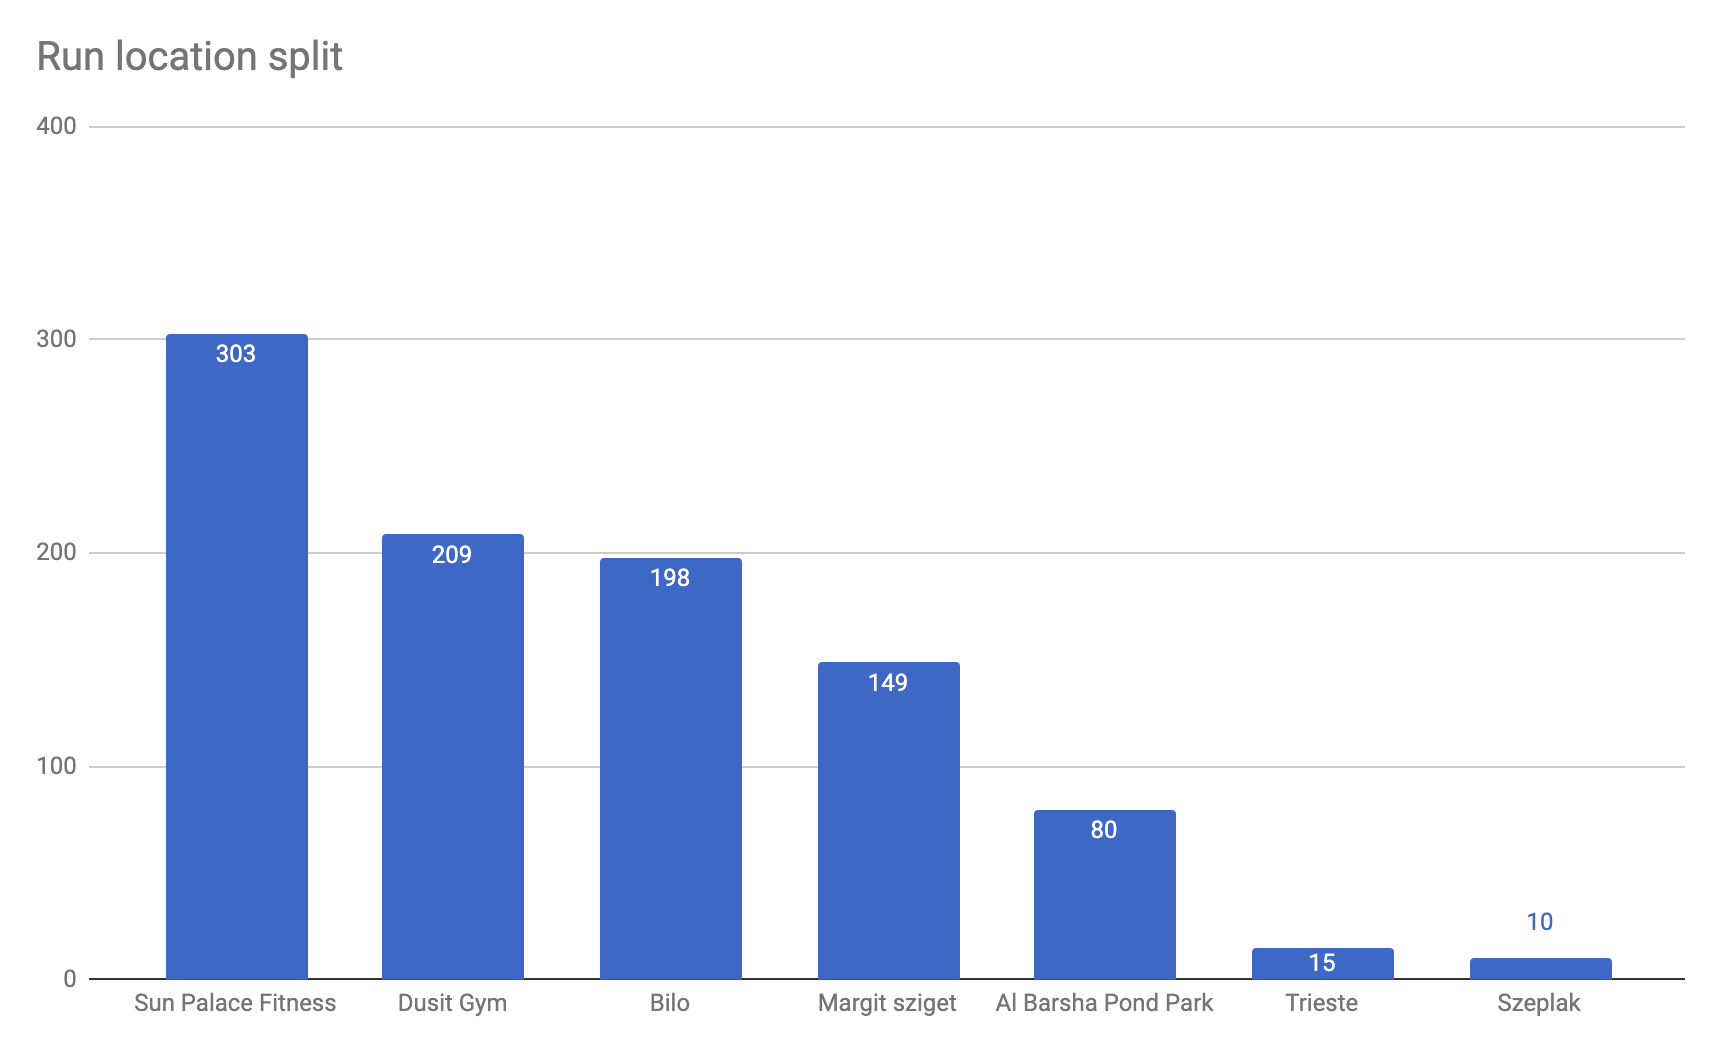 Run location split
400
300
200
100
0
303
209
198
149
80
15
10
Sun Palace Fitness
Dusit Gym
Bilo
Margit sziget
Al Barsha Pond Park
Trieste
Szeplak